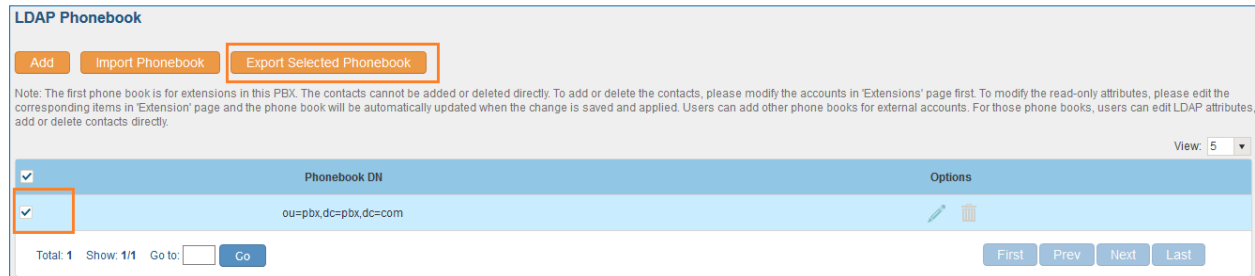 LDAP Phonebook
Add Import Phonebook Export Selected Phonebook
Note: The first phone book is for extensions in this PBX. The contacts cannot be added or deleted directly. To add or delete the contacts, please modify the accounts in 'Extensions' page first. To modify the read-only attributes, please edit the
corresponding items in 'Extension' page and the phone book will be automatically updated when the change is saved and applied. Users can add other phone books for external accounts. For those phone books, users can edit LDAP attributes,
add or delete contacts directly.
View: 5
Phonebook DN Options
ou=pbx,dc=pbx,dc=com
Total: 1 Show: 1/1 Go to: Go First Prev Next Last